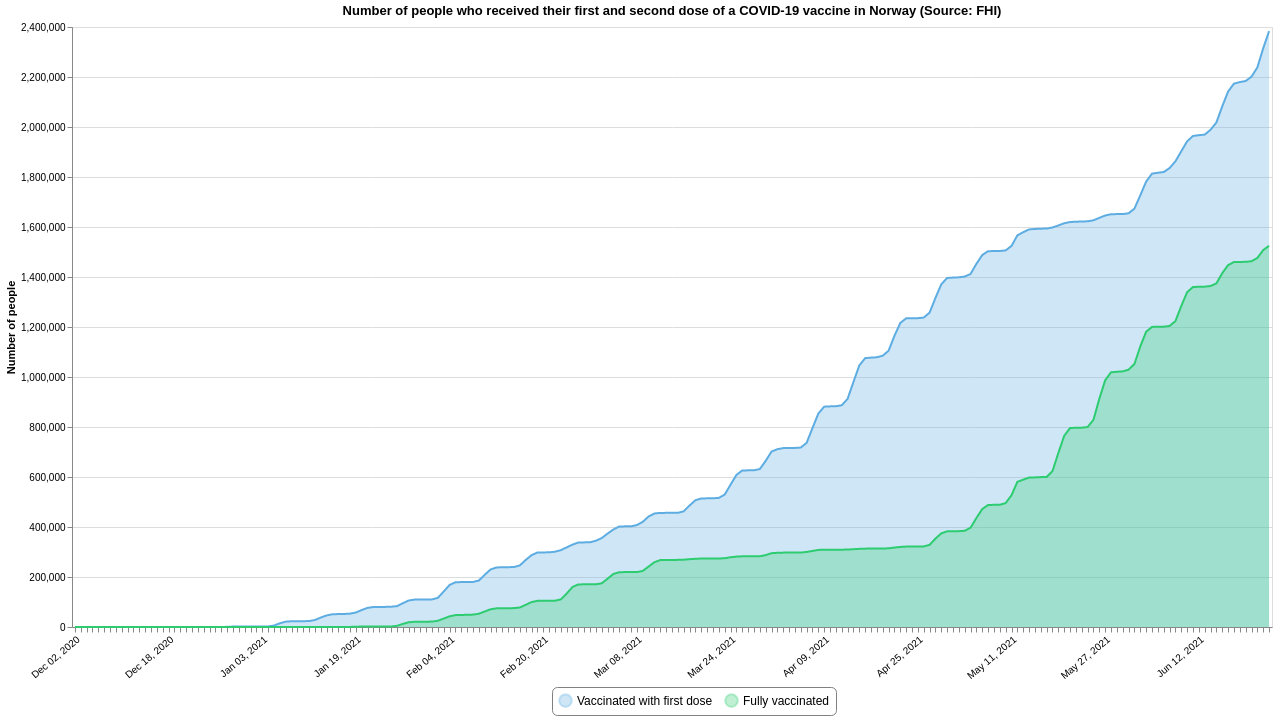 Number of people who received their first and second dose of a COVID-19 vaccine in Norway (Source: FHI)
2,400,000
2,200,000
2,000,000
1,800,000
1,600,000
1,400,000
1,200,000
1,000,000
800,000
600,000
400,000
200,000
0
Number of people
Dec 02, 2020
Dec 18, 2020
Jan 03, 2021
Jan 19, 2021
Feb 04, 2021
Feb 20, 2021
Mar 08, 2021
Mar 24, 2021
Apr 09, 2021
Apr 25, 2021
May 11, 2021
May 27, 2021
Jun 12, 2021
Vaccinated with first dose
Fully vaccinated